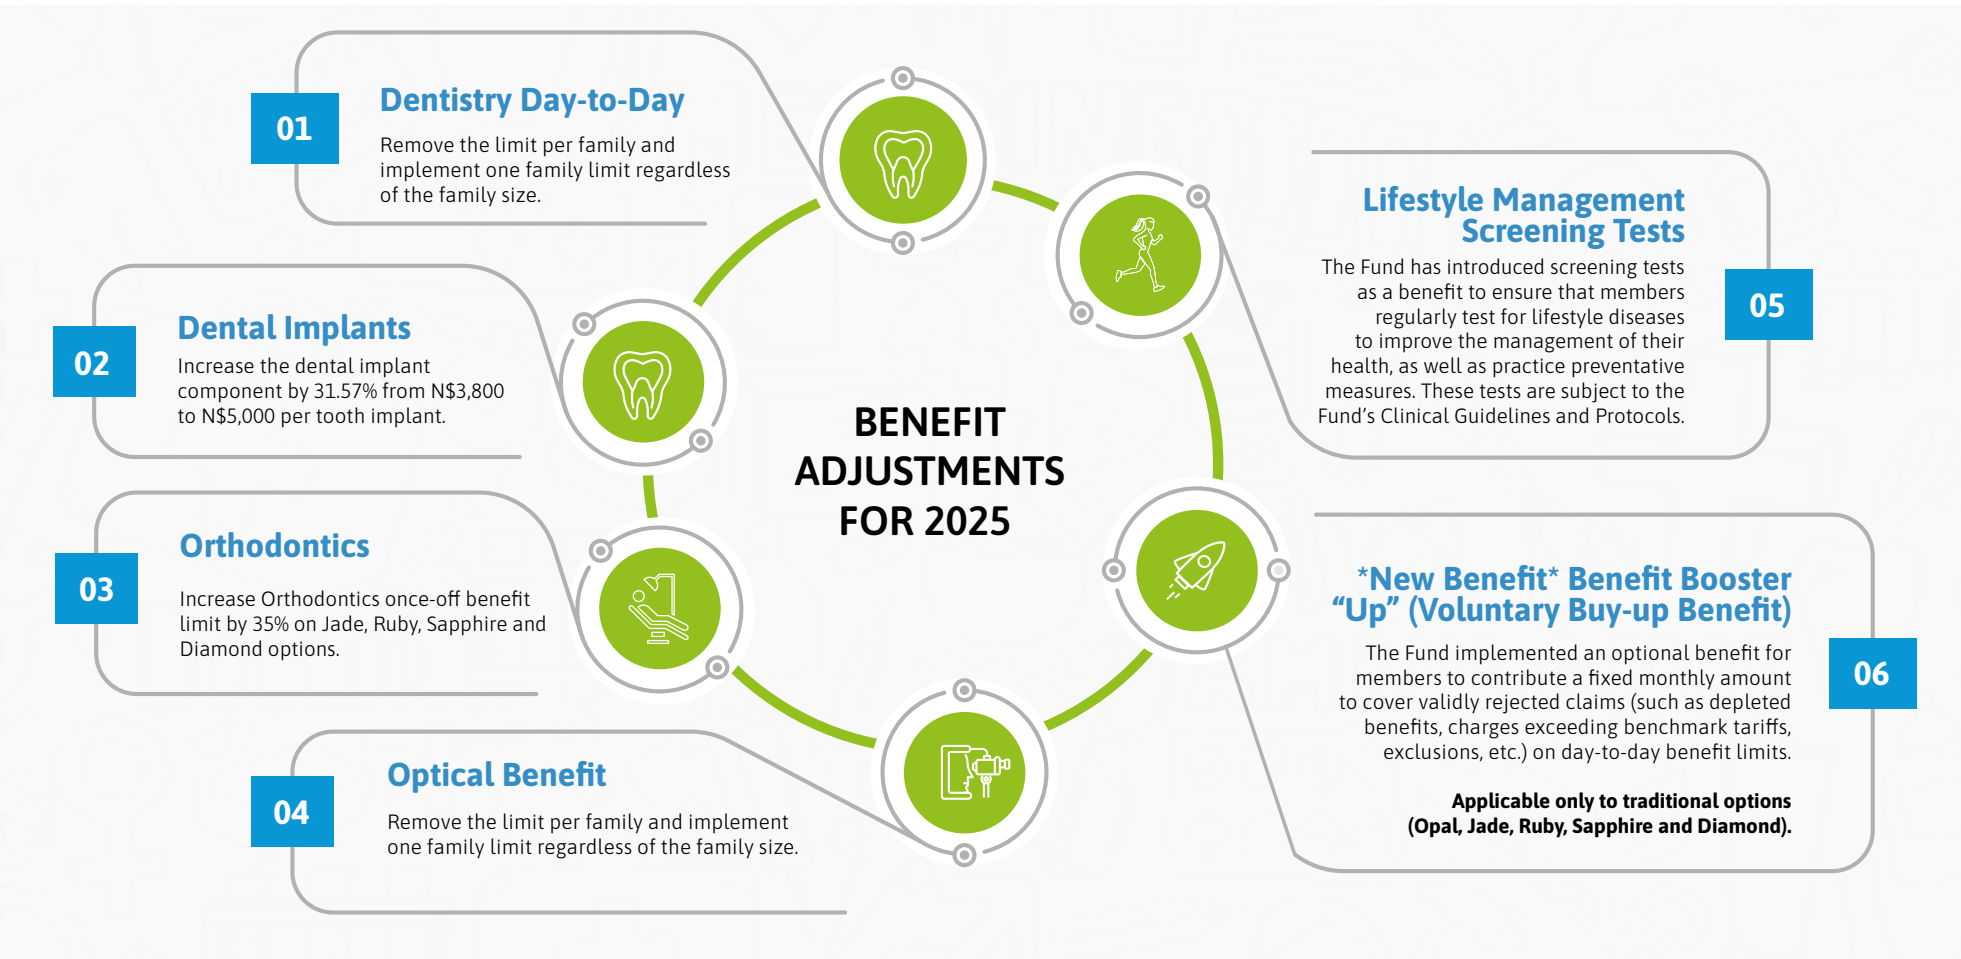 01
Dentistry Day-to-Day
Remove the limit per family and
implement one family limit regardless
of the family size.
02
Dental Implants
Increase the dental implant
component by 31.57% from N$3,800
to N$5,000 per tooth implant.
03
Orthodontics
Increase Orthodontics once-off benefit
limit by 35% on Jade, Ruby, Sapphire and
Diamond options.
04
Optical Benefit
Remove the limit per family and implement
one family limit regardless of the family size.
BENEFIT
ADJUSTMENTS
FOR 2025
Lifestyle Management
Screening Tests
The Fund has introduced screening tests
as a benefit to ensure that members
regularly test for lifestyle diseases
to improve the management of their
health, as well as practice preventative
measures. These tests are subject to the
Fund’s Clinical Guidelines and Protocols.
05
*New Benefit* Benefit Booster
“Up” (Voluntary Buy-up Benefit)
The Fund implemented an optional benefit for
members to contribute a fixed monthly amount
to cover validly rejected claims (such as depleted
benefits, charges exceeding benchmark tariffs,
exclusions, etc.) on day-to-day benefit limits.
Applicable only to traditional options
(Opal, Jade, Ruby, Sapphire and Diamond).
06